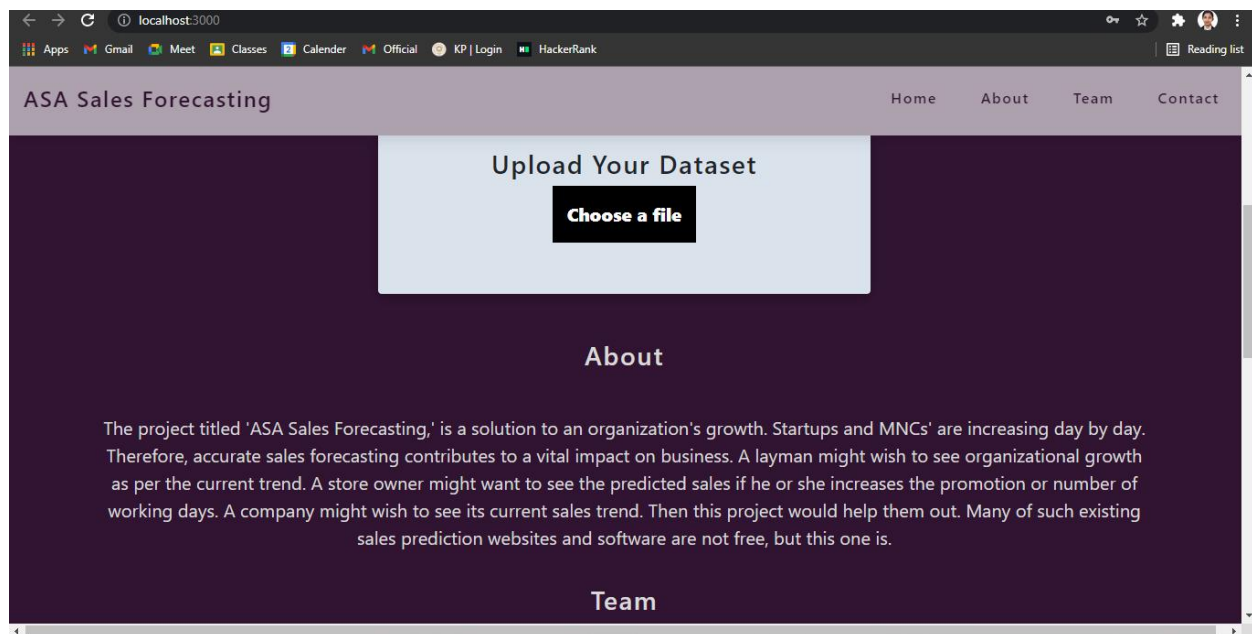 localhost:3000
Apps Gmail Meet Classes 2 Calender Official KP | Login H HackerRank Reading list
ASA Sales Forecasting Home About Team Contact
Upload Your Dataset
Choose a file
About
The project titled 'ASA Sales Forecasting,' is a solution to an organization's growth. Startups and MNCs' are increasing day by day.
Therefore, accurate sales forecasting contributes to a vital impact on business. A layman might wish to see organizational growth
as per the current trend. A store owner might want to see the predicted sales if he or she increases the promotion or number of
working days. A company might wish to see its current sales trend. Then this project would help them out. Many of such existing
sales prediction websites and software are not free, but this one is.
Team